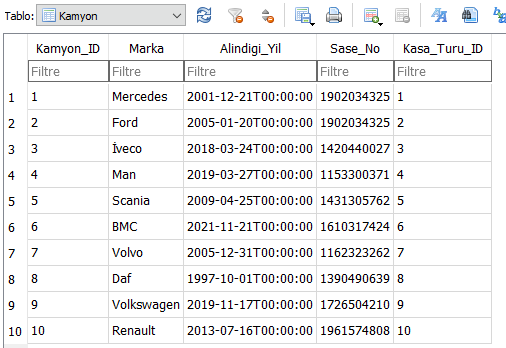 Tablo: Kamyon
Kamyon_ID Marka Alindigi_Yil Sase_No Kasa_Turu_ID
Filtre Filtre Filtre Filtre Filtre
1 1 Mercedes 2001-12-21T00:00:00 1902034325 1
2 2 Ford 2005-01-20T00:00:00 1902034325 2
3 3 İveco 2018-03-24T00:00:00 1420440027 3
4 4 Man 2019-03-27T00:00:00 1153300371 4
5 5 Scania 2009-04-25T00:00:00 1431305762 5
6 6 BMC 2021-11-21T00:00:00 1610317424 6
7 7 Volvo 2005-12-31T00:00:00 1162323262 7
8 8 Daf 1997-10-01T00:00:00 1390490639 8
9 9 Volkswagen 2019-11-17T00:00:00 1726504210 9
10 10 Renault 2013-07-16T00:00:00 1961574808 10